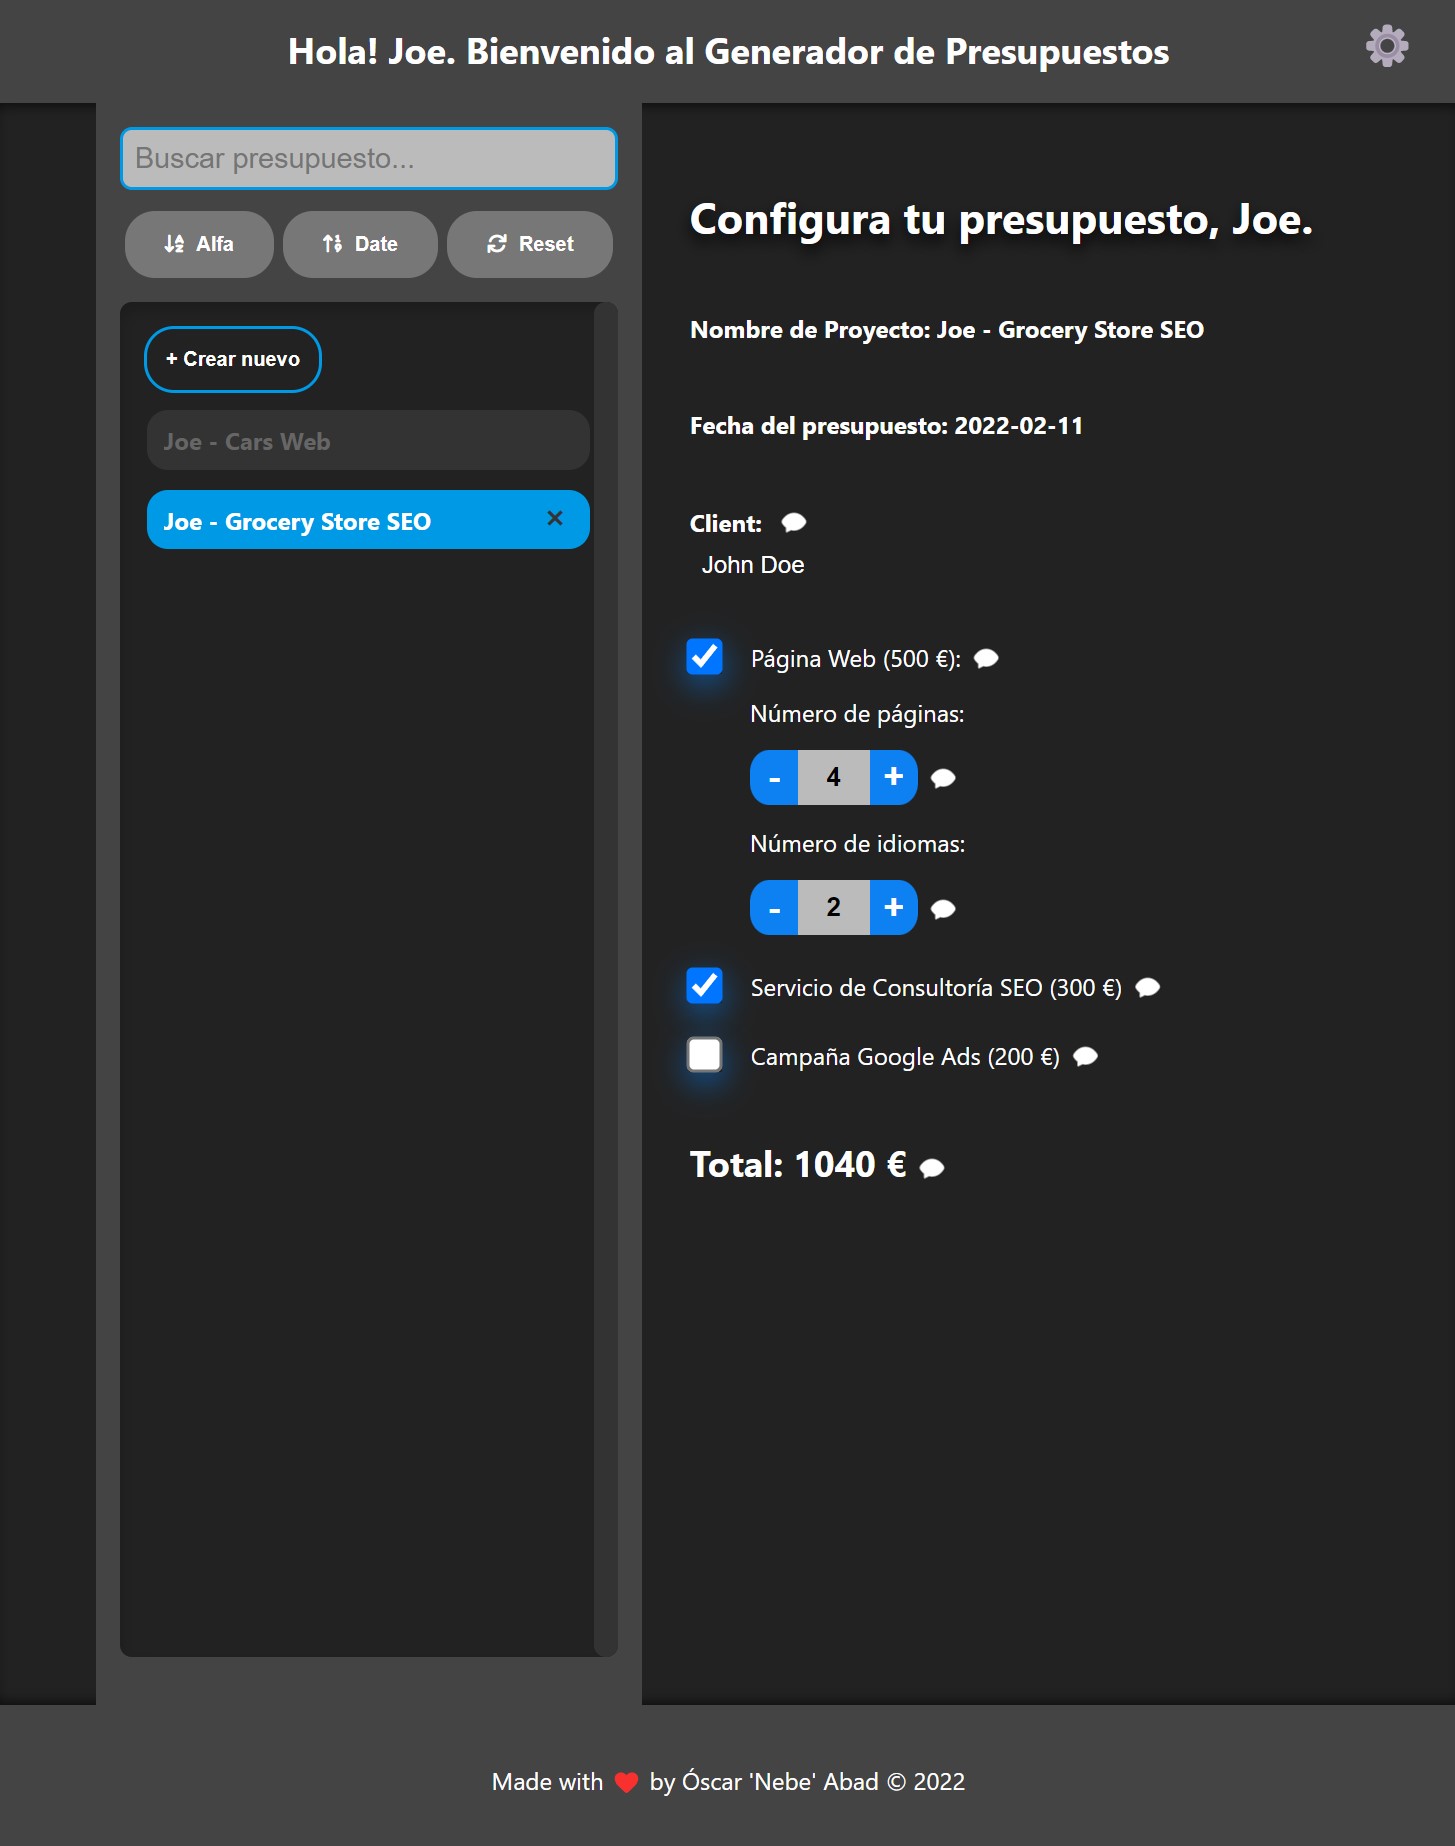 Hola! Joe. Bienvenido al Generador de Presupuestos
Buscar presupuesto...
Alfa
Date
Reset
+ Crear nuevo
Joe - Cars Web
Joe - Grocery Store SEO ×
Configura tu presupuesto, Joe.
Nombre de Proyecto: Joe - Grocery Store SEO
Fecha del presupuesto: 2022-02-11
Client:
John Doe
Página Web (500 €):
Número de páginas:
- 4 +
Número de idiomas:
- 2 +
Servicio de Consultoría SEO (300 €)
Campaña Google Ads (200 €)
Total: 1040 €
Made with ❤ by Óscar 'Nebe' Abad © 2022